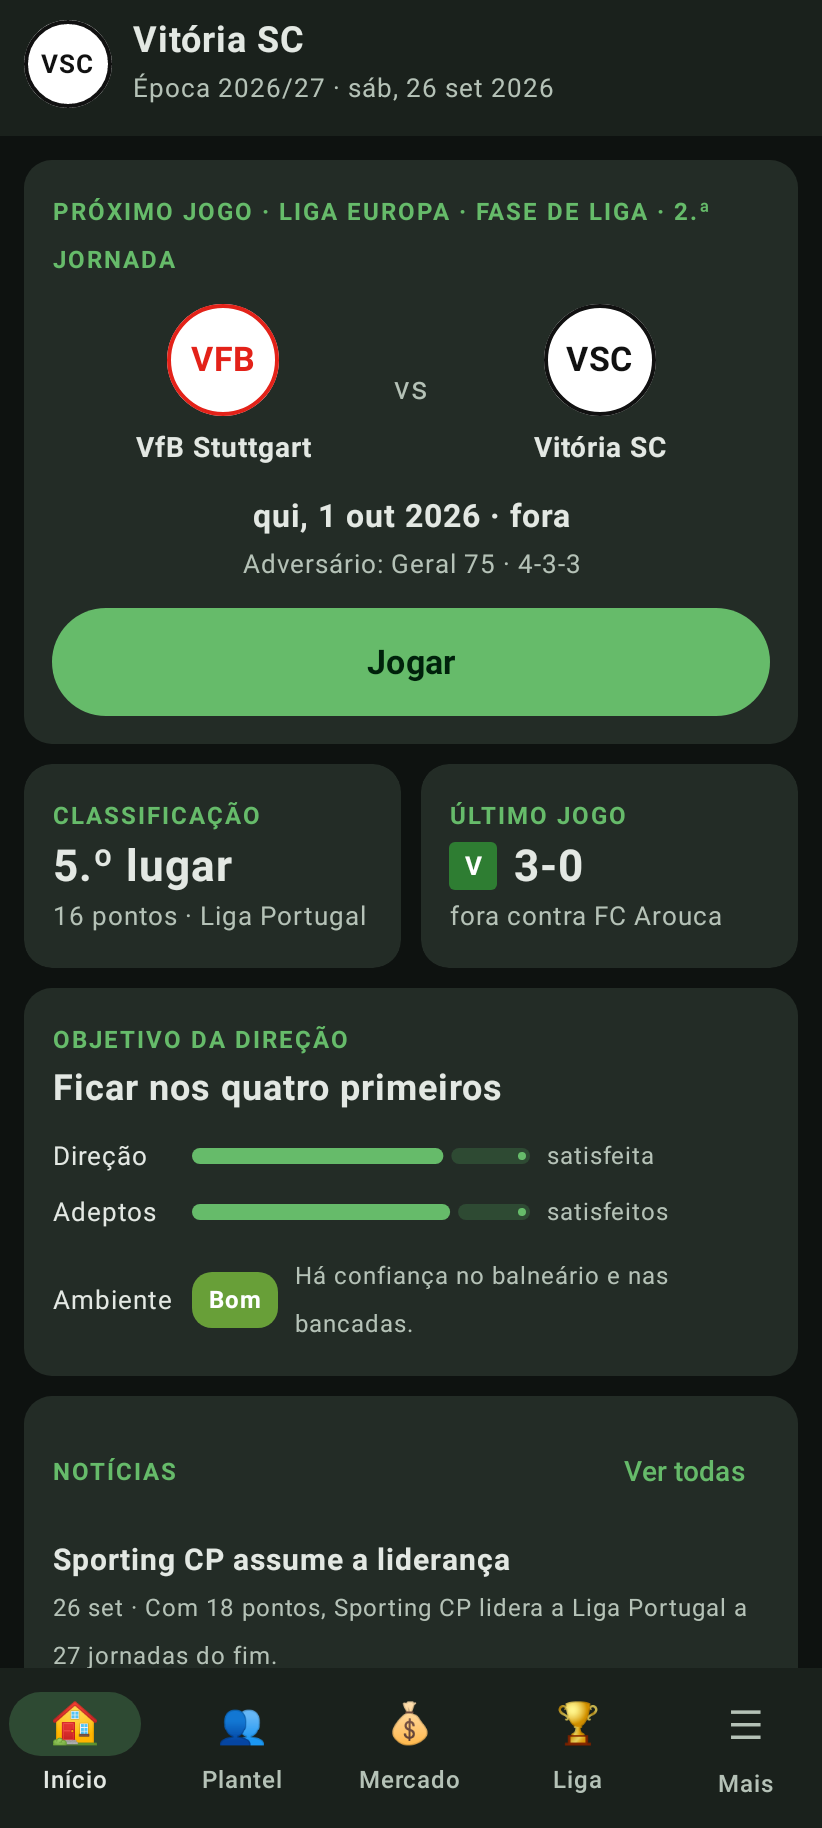 VSC
Vitória SC
Época 2026/27 · sáb, 26 set 2026
PRÓXIMO JOGO · LIGA EUROPA · FASE DE LIGA · 2.ª
JORNADA
VFB
vs
VSC
VfB Stuttgart
Vitória SC
qui, 1 out 2026 · fora
Adversário: Geral 75 · 4-3-3
Jogar
CLASSIFICAÇÃO
5.º lugar
16 pontos · Liga Portugal
ÚLTIMO JOGO
V 3-0
fora contra FC Arouca
OBJETIVO DA DIREÇÃO
Ficar nos quatro primeiros
Direção satisfeita
Adeptos satisfeitos
Ambiente Bom Há confiança no balneário e nas
bancadas.
NOTÍCIAS Ver todas
Sporting CP assume a liderança
26 set · Com 18 pontos, Sporting CP lidera a Liga Portugal a
27 jornadas do fim.
Início Plantel Mercado Liga Mais